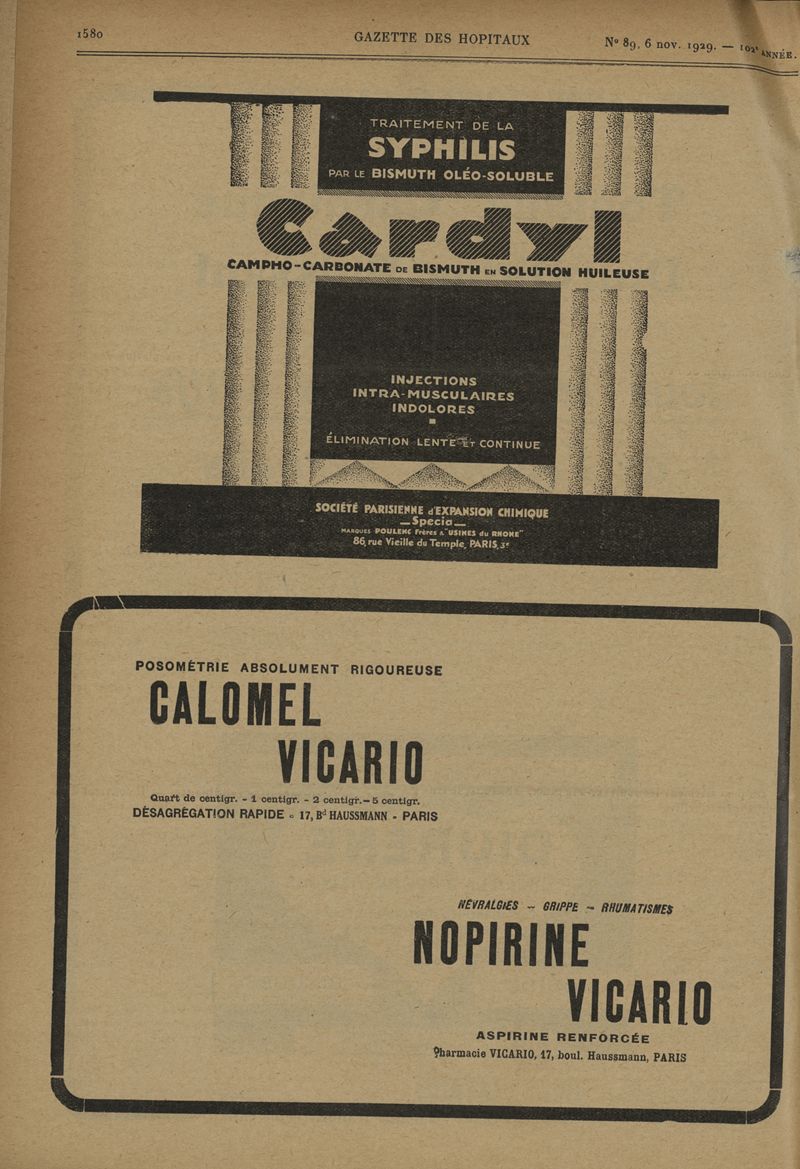 1580
GAZETTE DES HOPITAUX
Nº 89, 6 nov. 1929. — 102e ANNÉE.
TRAITEMENT DE LA
SYPHILIS
PAR LE BISMUTH OLÉO-SOLUBLE
Cardyl
CAMPHO-CARBONATE DE BISMUTH EN SOLUTION HUILEUSE
INJECTIONS
INTRA-MUSCULAIRES
INDOLORES
ÉLIMINATION LENTE ET CONTINUE
SOCIÉTÉ PARISIENNE d'EXPANSION CHIMIQUE
—Specia—
MARQUES POULENC Frères & "USINES du RHONE"
86, rue Vieille du Temple, PARIS, 3e
POSOMÉTRIE ABSOLUMENT RIGOUREUSE
CALOMEL
VICARIO
Quart de centigr. - 1 centigr. - 2 centigr. — 5 centigr.
DÉSAGRÉGATION RAPIDE - 17, Bd HAUSSMANN - PARIS
NÉVRALGIES — GRIPPE — RHUMATISMES
NOPIRINE
VICARIO
ASPIRINE RENFORCÉE
Pharmacie VICARIO, 17, boul. Haussmann, PARIS